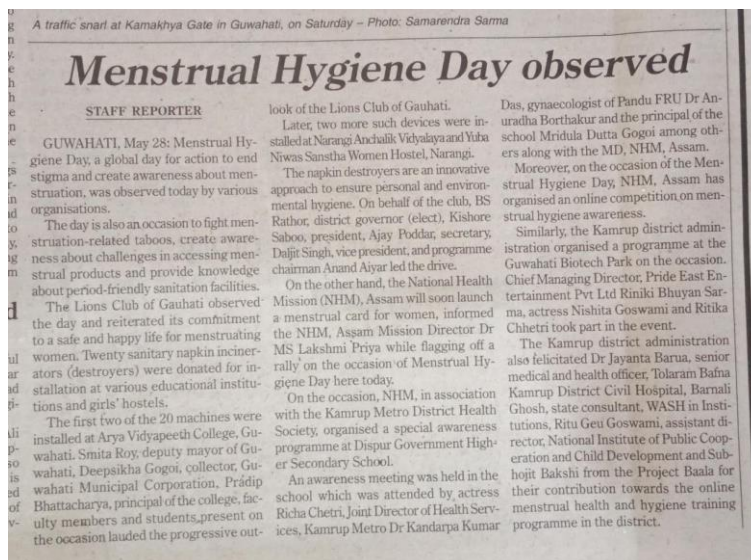 A traffic snarl at Kamakhya Gate in Guwahati, on Saturday – Photo: Samarendra Sarma
Menstrual Hygiene Day observed
STAFF REPORTER
GUWAHATI, May 28: Menstrual Hy-
giene Day, a global day for action to end
stigma and create awareness about men-
struation, was observed today by various
organisations.
The day is also an occasion to fight men-
struation-related taboos, create aware-
ness about challenges in accessing men-
strual products and provide knowledge
about period-friendly sanitation facilities.
The Lions Club of Gauhati observed
the day and reiterated its commitment
to a safe and happy life for menstruating
women. Twenty sanitary napkin inciner-
ators (destroyers) were donated for in-
stallation at various educational institu-
tions and girls' hostels.
The first two of the 20 machines were
installed at Arya Vidyapeeth College, Gu-
wahati. Smita Roy, deputy mayor of Gu-
wahati, Deepsikha Gogoi, collector, Gu-
wahati Municipal Corporation, Pradip
Bhattacharya, principal of the college, fac-
ulty members and students present on
the occasion lauded the progressive out-
look of the Lions Club of Gauhati.
Later, two more such devices were in-
stalled at Narangi Anchalik Vidyalaya and Yuba
Niwas Sanstha Women Hostel, Narangi.
The napkin destroyers are an innovative
approach to ensure personal and environ-
mental hygiene. On behalf of the club, BS
Rathor, district governor (elect), Kishore
Saboo, president, Ajay Poddar, secretary,
Daljit Singh, vice president, and programme
chairman Anand Aiyar led the drive.
On the other hand, the National Health
Mission (NHM), Assam will soon launch
a menstrual card for women, informed
the NHM, Assam Mission Director Dr
MS Lakshmi Priya while flagging off a
rally on the occasion of Menstrual Hy-
giene Day here today.
On the occasion, NHM, in association
with the Kamrup Metro District Health
Society, organised a special awareness
programme at Dispur Government High-
er Secondary School.
An awareness meeting was held in the
school which was attended by actress
Richa Chetri, Joint Director of Health Serv-
ices, Kamrup Metro Dr Kandarpa Kumar
Das, gynaecologist of Pandu FRU Dr An-
uradha Borthakur and the principal of the
school Mridula Dutta Gogoi among oth-
ers along with the MD, NHM, Assam.
Moreover, on the occasion of the Men-
strual Hygiene Day, NHM, Assam has
organised an online competition on men-
strual hygiene awareness.
Similarly, the Kamrup district admin-
istration organised a programme at the
Guwahati Biotech Park on the occasion.
Chief Managing Director, Pride East En-
tertainment Pvt Ltd Riniki Bhuyan Sar-
ma, actress Nishita Goswami and Ritika
Chhetri took part in the event.
The Kamrup district administration
also felicitated Dr Jayanta Barua, senior
medical and health officer, Tolaram Bafna
Kamrup District Civil Hospital, Barnali
Ghosh, state consultant, WASH in Insti-
tutions, Ritu Geu Goswami, assistant di-
rector, National Institute of Public Coop-
eration and Child Development and Sub-
hojit Bakshi from the Project Baala for
their contribution towards the online
menstrual health and hygiene training
programme in the district.